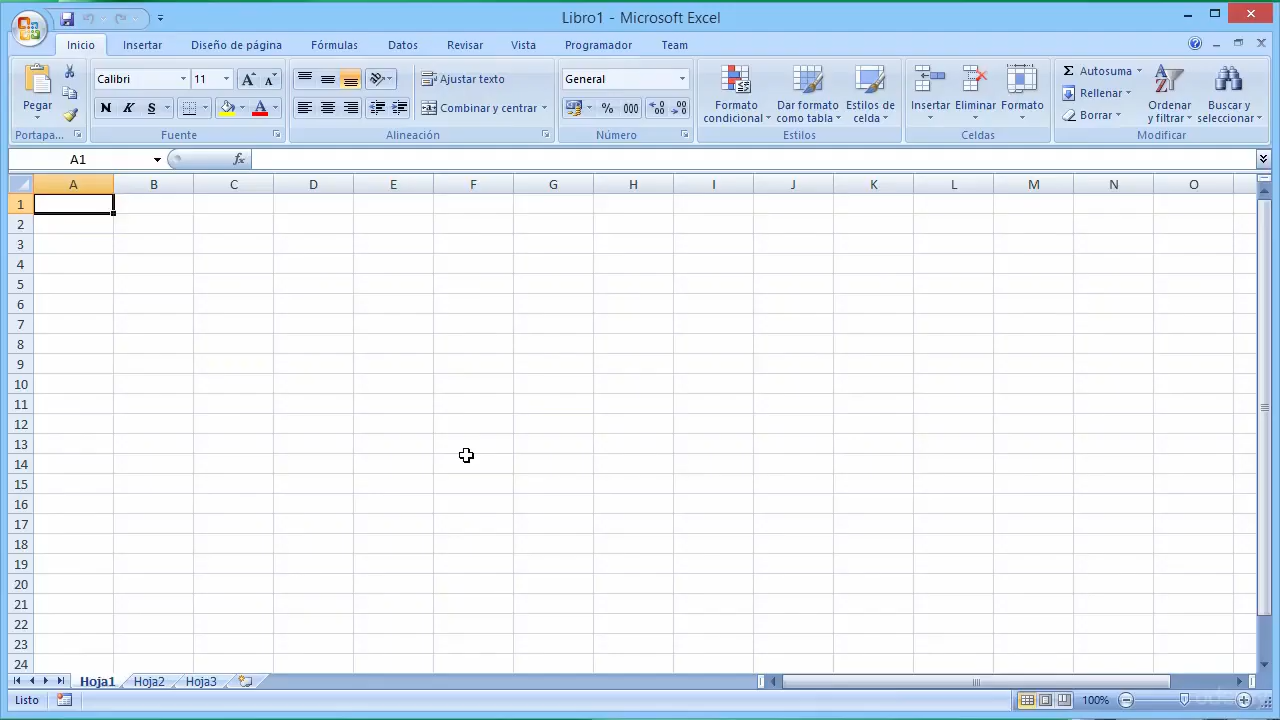 Libro1 - Microsoft Excel
Inicio Insertar Diseño de página Fórmulas Datos Revisar Vista Programador Team
Pegar
Portapa...
Calibri 11
N K S
Fuente
Ajustar texto
Combinar y centrar
Alineación
General
% 000
Número
Formato condicional
Dar formato como tabla
Estilos de celda
Estilos
Insertar Eliminar Formato
Celdas
Σ Autosuma
Rellenar
Borrar
Ordenar y filtrar
Buscar y seleccionar
Modificar
A1 fx
A B C D E F G H I J K L M N O
1
2
3
4
5
6
7
8
9
10
11
12
13
14
15
16
17
18
19
20
21
22
23
24
Hoja1 Hoja2 Hoja3
Listo 100%